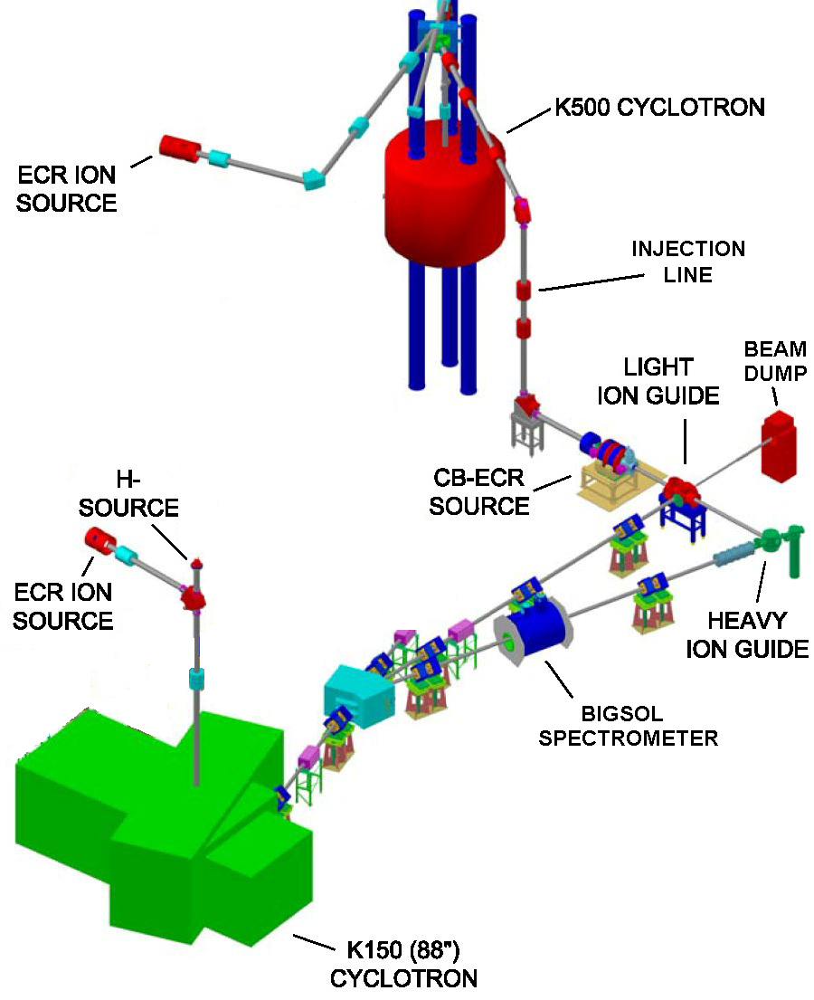 K500 CYCLOTRON
ECR ION
SOURCE
INJECTION
LINE
BEAM
DUMP
LIGHT
ION GUIDE
CB-ECR
SOURCE
H-
SOURCE
ECR ION
SOURCE
HEAVY
ION GUIDE
BIGSOL
SPECTROMETER
K150 (88")
CYCLOTRON